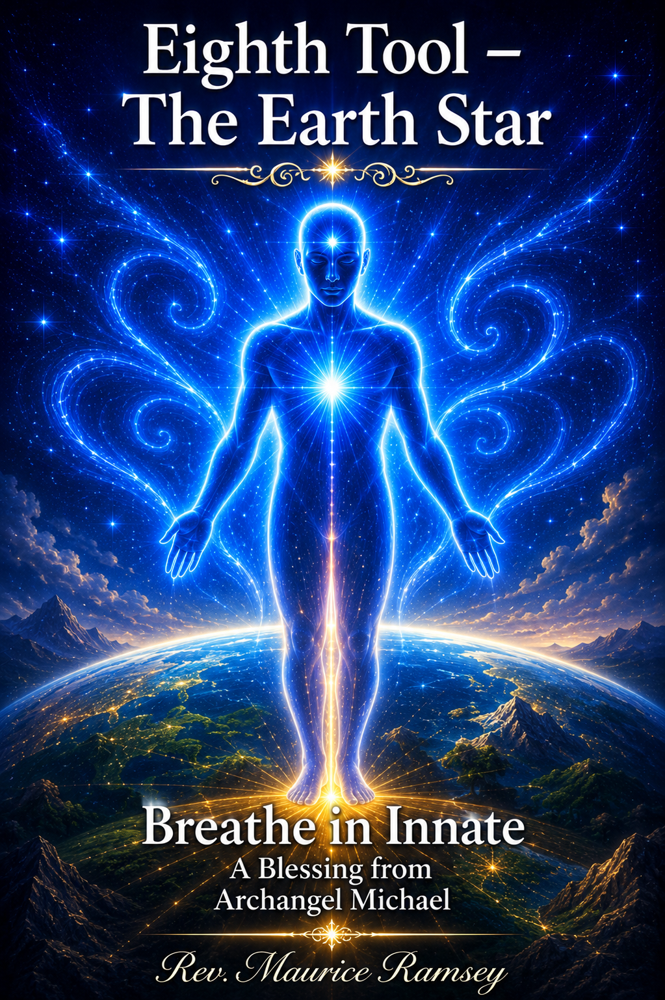 Eighth Tool –
The Earth Star
Breathe in Innate
A Blessing from
Archangel Michael
Rev. Maurice Ramsey